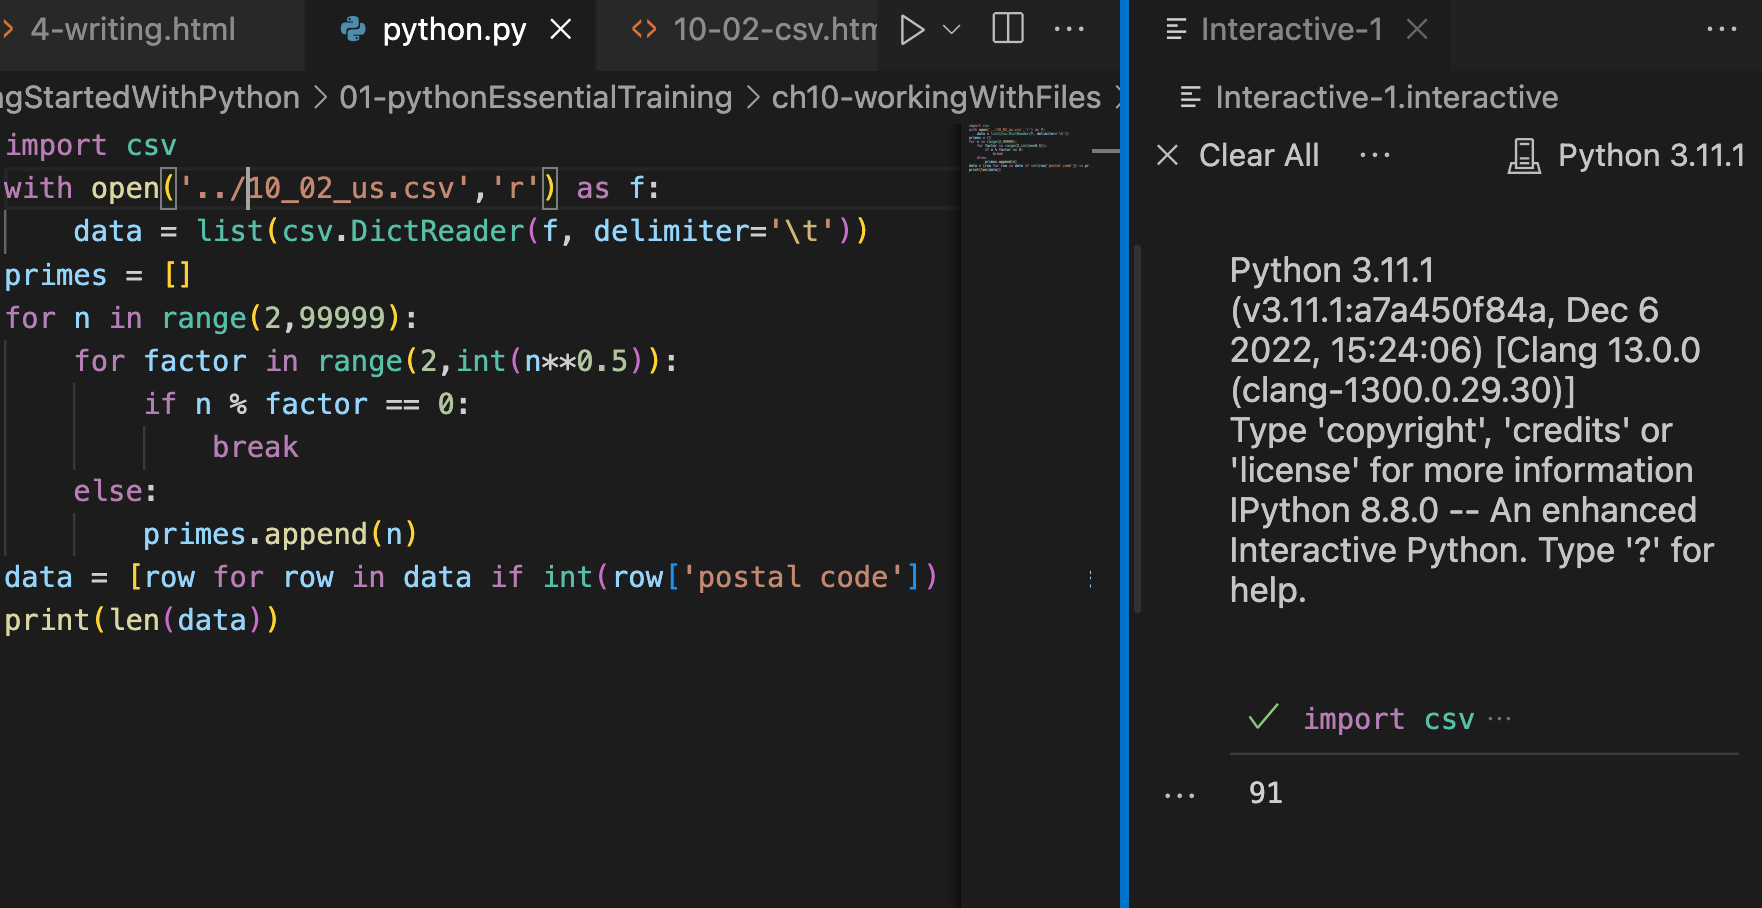 4-writing.html
python.py
10-02-csv.htm
Interactive-1
ngStartedWithPython > 01-pythonEssentialTraining > ch10-workingWithFiles >
Interactive-1.interactive
Clear All ...
Python 3.11.1
import csv
with open('../10_02_us.csv','r') as f:
    data = list(csv.DictReader(f, delimiter='\t'))
primes = []
for n in range(2,99999):
    for factor in range(2,int(n**0.5)):
        if n % factor == 0:
            break
    else:
        primes.append(n)
data = [row for row in data if int(row['postal code'])
print(len(data))
Python 3.11.1
(v3.11.1:a7a450f84a, Dec 6
2022, 15:24:06) [Clang 13.0.0
(clang-1300.0.29.30)]
Type 'copyright', 'credits' or
'license' for more information
IPython 8.8.0 -- An enhanced
Interactive Python. Type '?' for
help.
import csv ...
... 91